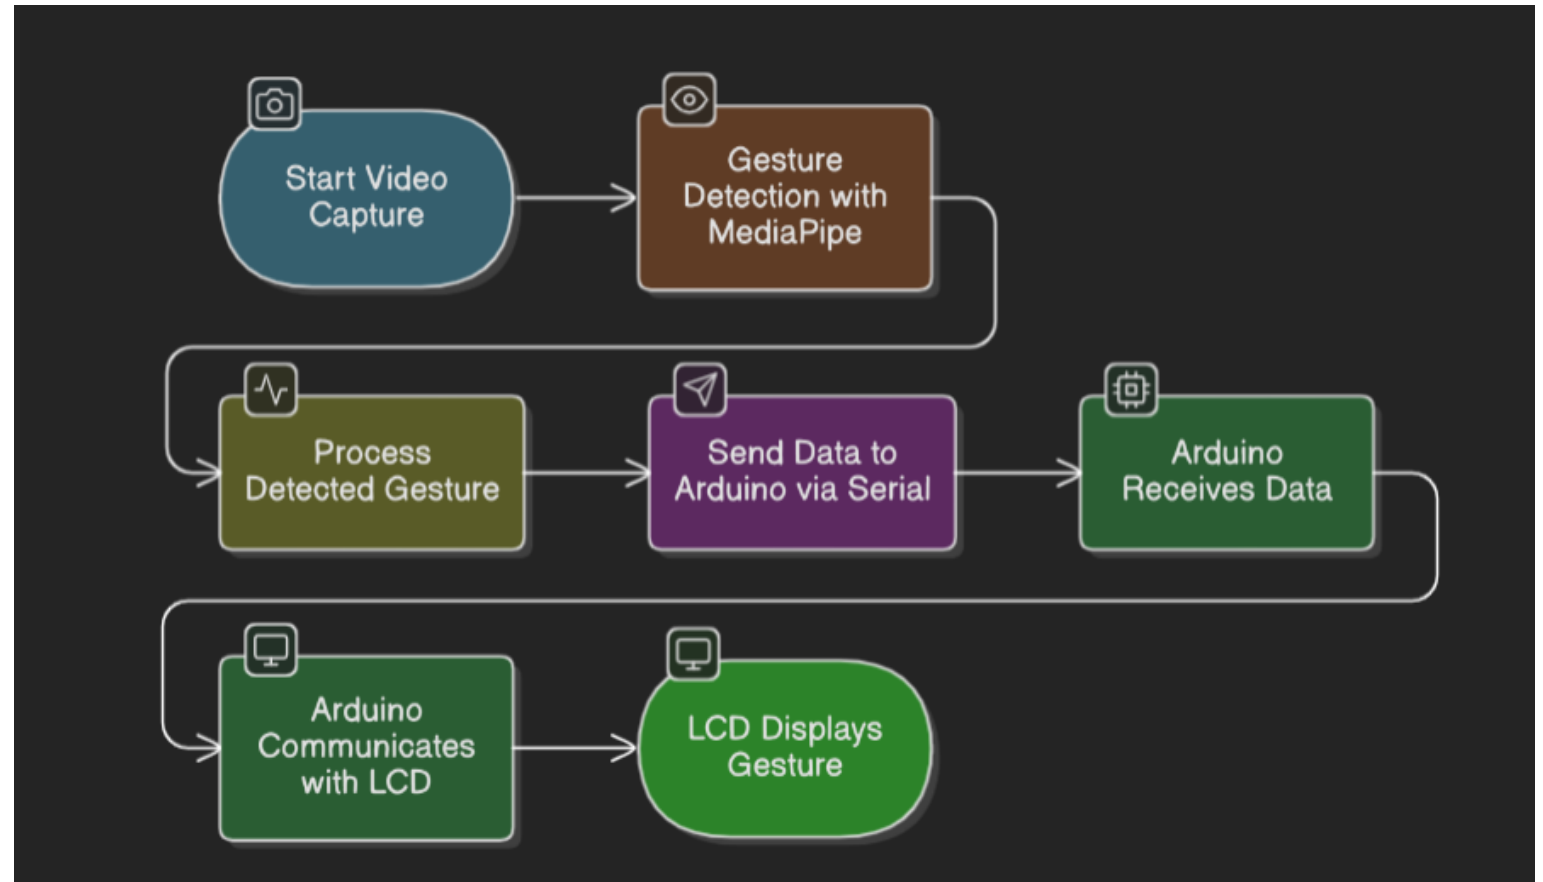 Start Video
Capture
Gesture
Detection with
MediaPipe
Process
Detected Gesture
Send Data to
Arduino via Serial
Arduino
Receives Data
Arduino
Communicates
with LCD
LCD Displays
Gesture